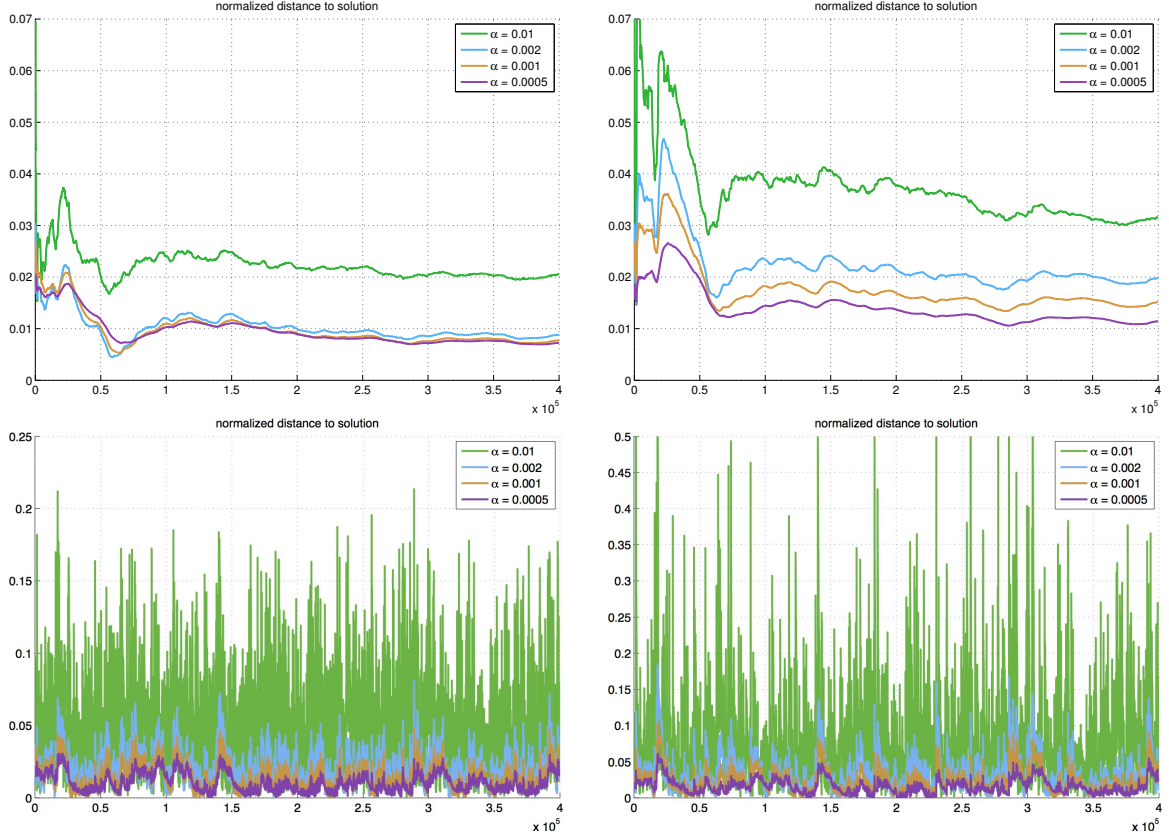 normalized distance to solution
0.07
0.06
0.05
0.04
0.03
0.02
0.01
0
α = 0.01
α = 0.002
α = 0.001
α = 0.0005
0 0.5 1 1.5 2 2.5 3 3.5 4
x 10^5
normalized distance to solution
0.07
0.06
0.05
0.04
0.03
0.02
0.01
0
α = 0.01
α = 0.002
α = 0.001
α = 0.0005
0 0.5 1 1.5 2 2.5 3 3.5 4
x 10^5
normalized distance to solution
0.25
0.2
0.15
0.1
0.05
0
α = 0.01
α = 0.002
α = 0.001
α = 0.0005
0 0.5 1 1.5 2 2.5 3 3.5 4
x 10^5
normalized distance to solution
0.5
0.45
0.4
0.35
0.3
0.25
0.2
0.15
0.1
0.05
0
α = 0.01
α = 0.002
α = 0.001
α = 0.0005
0 0.5 1 1.5 2 2.5 3 3.5 4
x 10^5